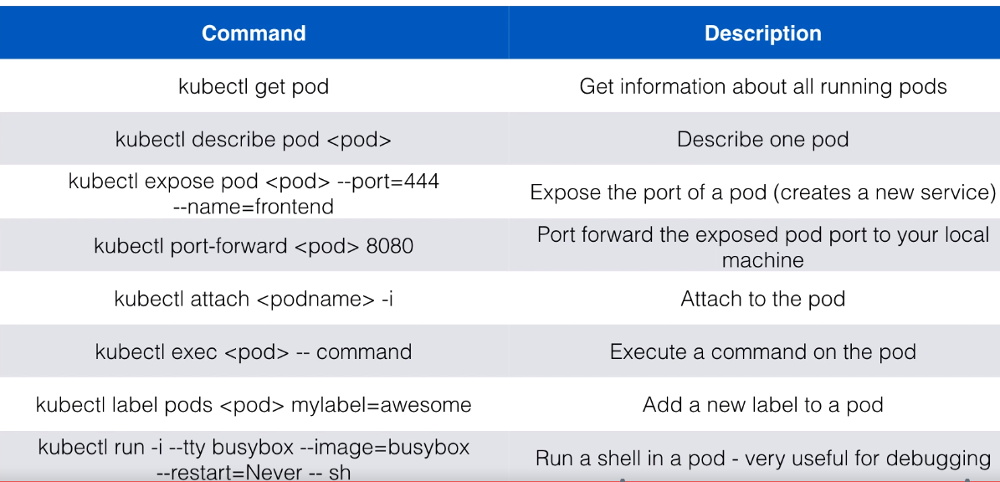 Command
Description
kubectl get pod
Get information about all running pods
kubectl describe pod <pod>
Describe one pod
kubectl expose pod <pod> --port=444
--name=frontend
Expose the port of a pod (creates a new service)
kubectl port-forward <pod> 8080
Port forward the exposed pod port to your local
machine
kubectl attach <podname> -i
Attach to the pod
kubectl exec <pod> -- command
Execute a command on the pod
kubectl label pods <pod> mylabel=awesome
Add a new label to a pod
kubectl run -i --tty busybox --image=busybox
--restart=Never -- sh
Run a shell in a pod - very useful for debugging